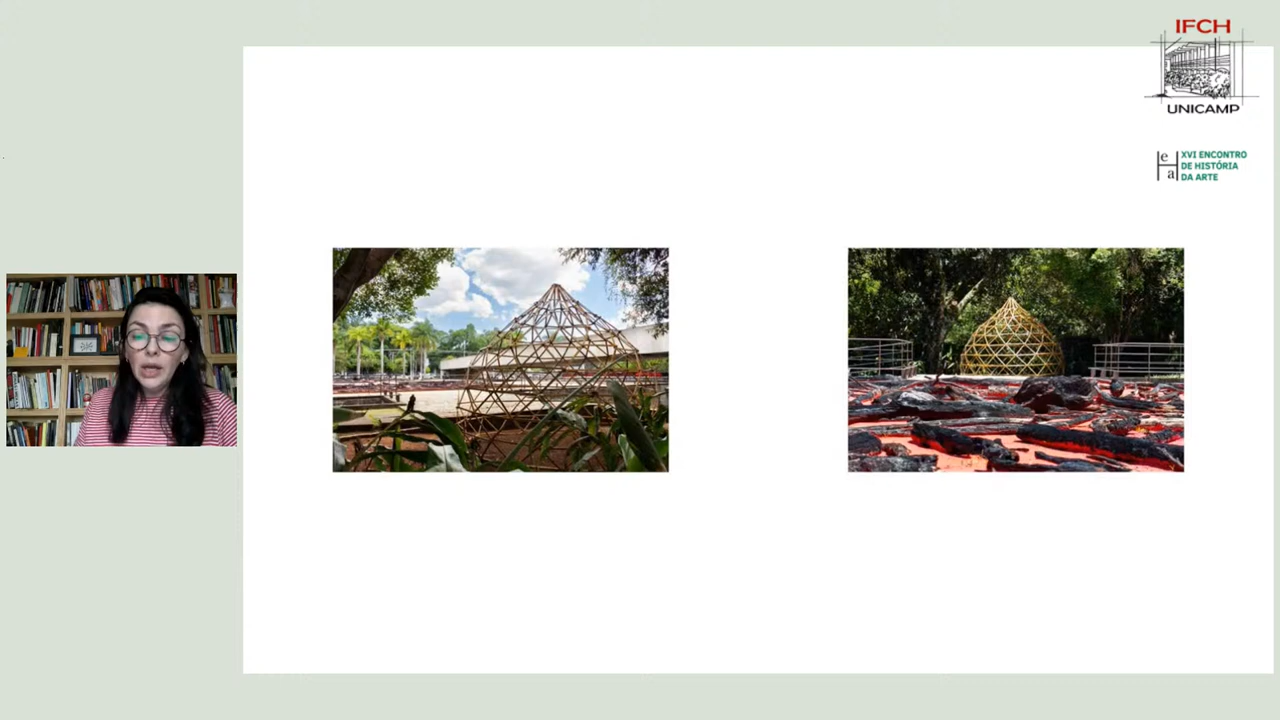 IFCH
UNICAMP
e
a
XVI ENCONTRO
DE HISTÓRIA
DA ARTE